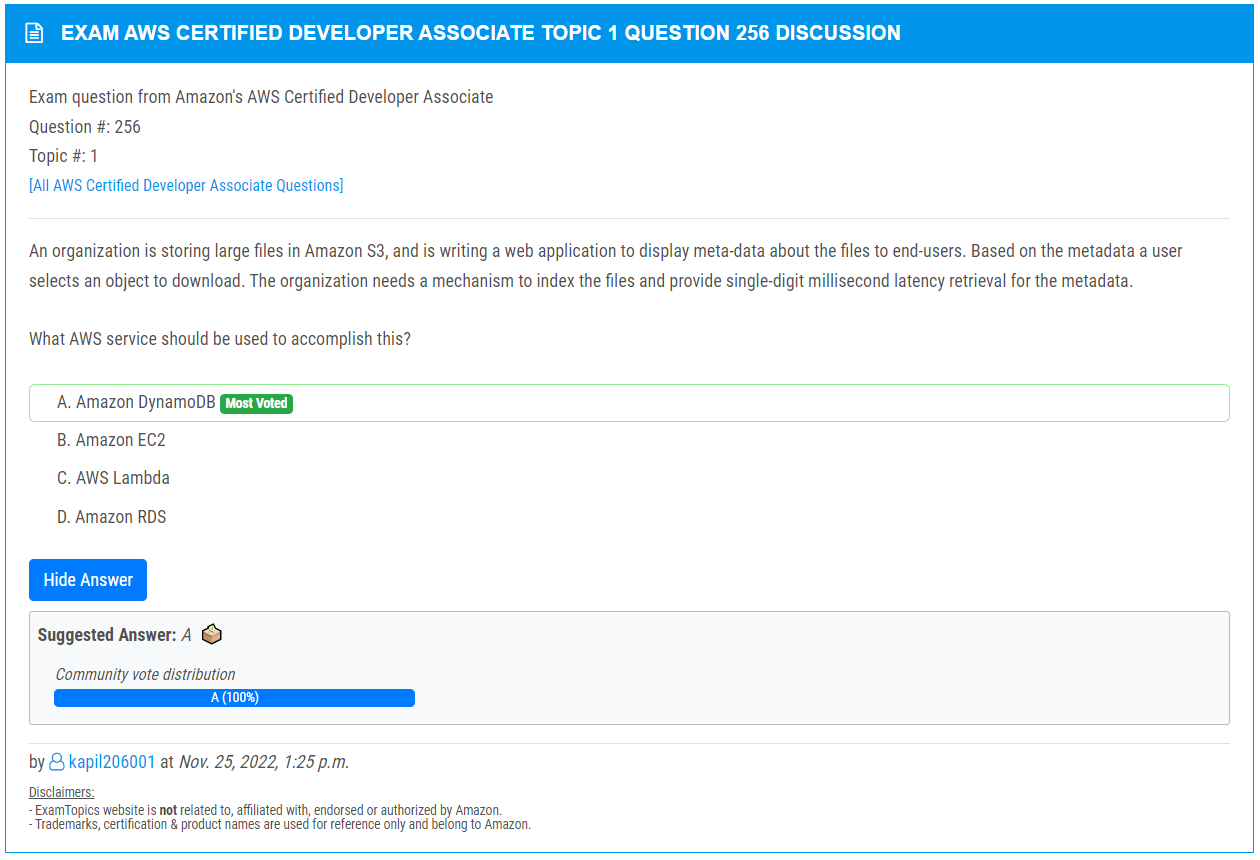 EXAM AWS CERTIFIED DEVELOPER ASSOCIATE TOPIC 1 QUESTION 256 DISCUSSION
Exam question from Amazon's AWS Certified Developer Associate
Question #: 256
Topic #: 1
[All AWS Certified Developer Associate Questions]
An organization is storing large files in Amazon S3, and is writing a web application to display meta-data about the files to end-users. Based on the metadata a user
selects an object to download. The organization needs a mechanism to index the files and provide single-digit millisecond latency retrieval for the metadata.
What AWS service should be used to accomplish this?
A. Amazon DynamoDB Most Voted
B. Amazon EC2
C. AWS Lambda
D. Amazon RDS
Hide Answer
Suggested Answer: A
Community vote distribution
A (100%)
by kapil206001 at Nov. 25, 2022, 1:25 p.m.
Disclaimers:
- ExamTopics website is not related to, affiliated with, endorsed or authorized by Amazon.
- Trademarks, certification & product names are used for reference only and belong to Amazon.